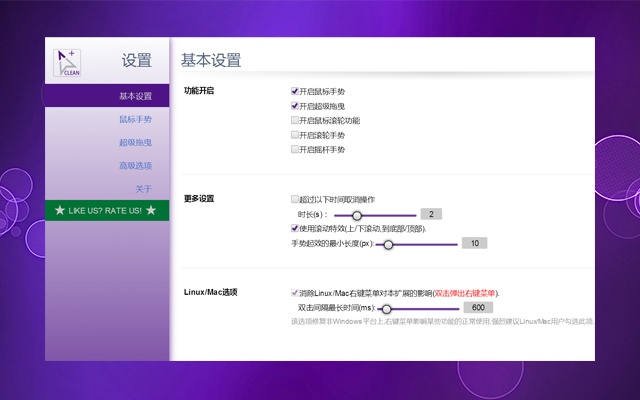 CLEAN
设置
基本设置
鼠标手势
超级拖曳
高级选项
关于
★ LIKE US? RATE US! ★
基本设置
功能开启
开启鼠标手势
开启超级拖曳
开启鼠标滚轮功能
开启滚轮手势
开启摇杆手势
更多设置
超过以下时间取消操作
时长(s) : 2
使用滚动特效(上/下滚动,到底部/顶部).
手势起效的最小长度(px): 10
Linux/Mac选项
消除Linux/Mac右键菜单对本扩展的影响(双击弹出右键菜单).
双击间隔最长时间(ms): 600
该选项修复非Windows平台上,右键菜单影响某些功能的正常使用,强烈建议Linux/Mac用户勾选此项.